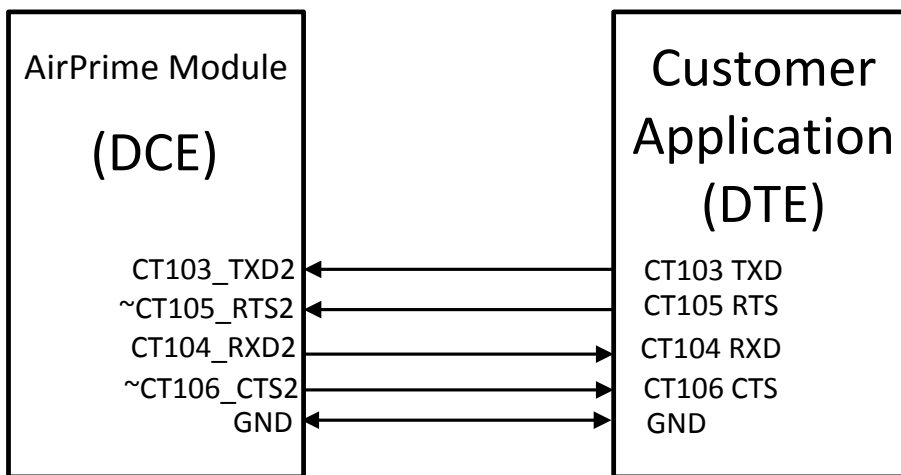 AirPrime Module
(DCE)
CT103_TXD2
~CT105_RTS2
CT104_RXD2
~CT106_CTS2
GND
Customer
Application
(DTE)
CT103 TXD
CT105 RTS
CT104 RXD
CT106 CTS
GND